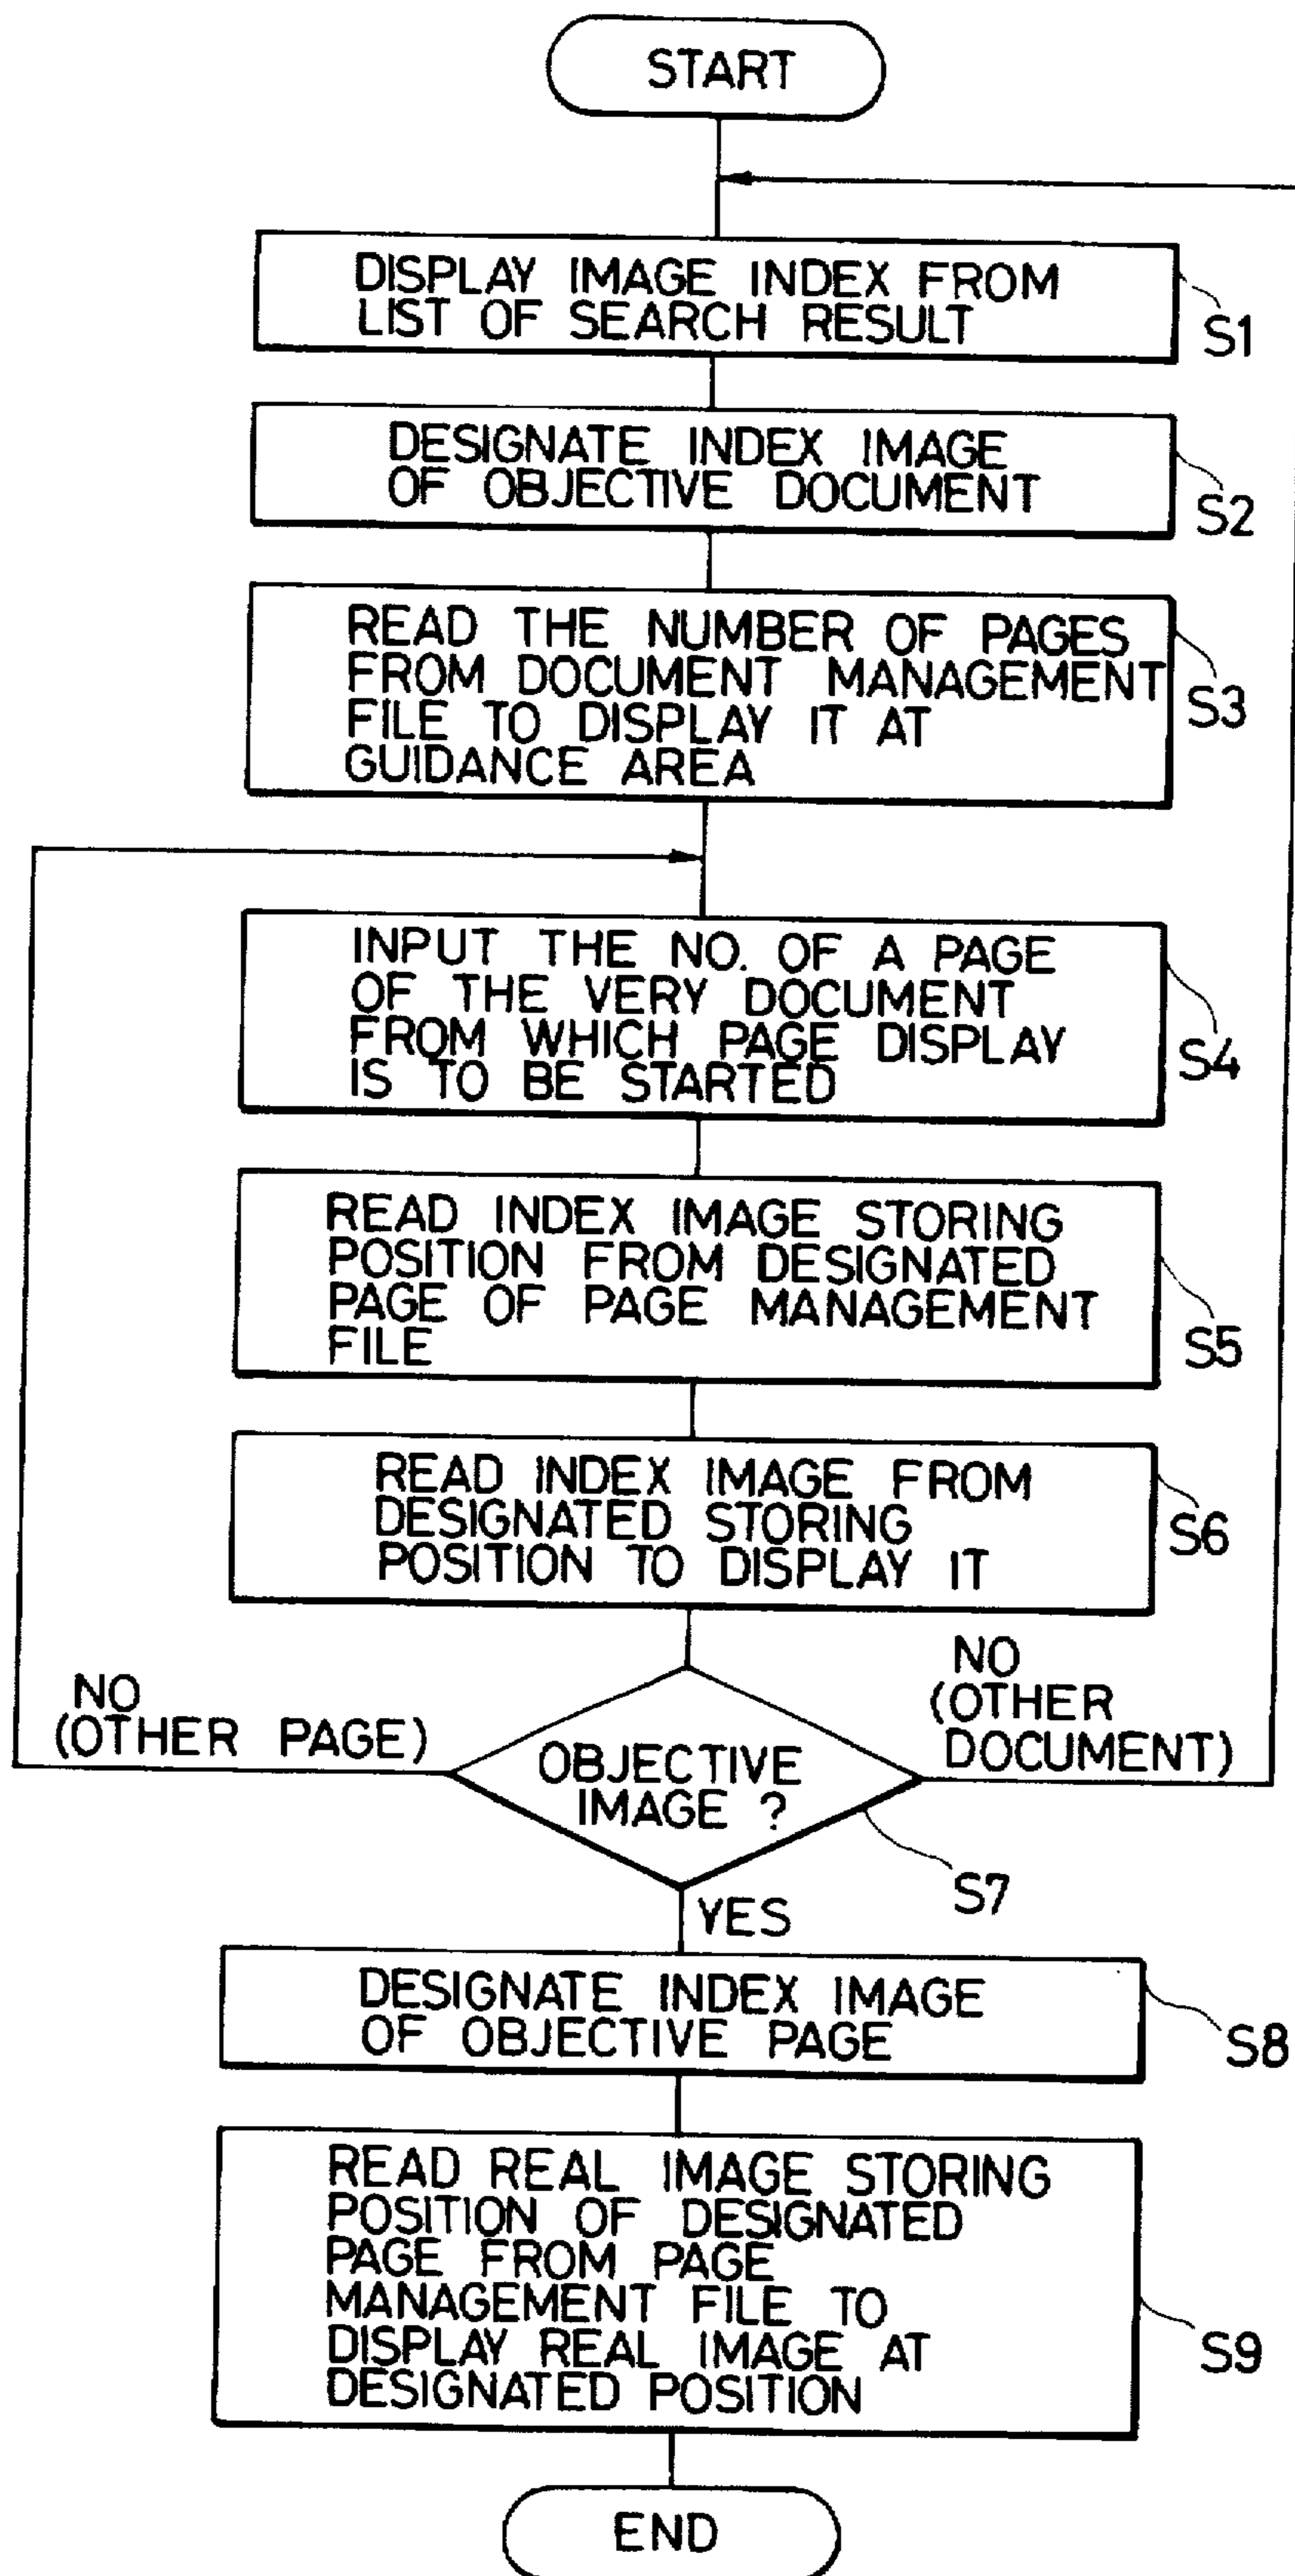 START
DISPLAY IMAGE INDEX FROM
LIST OF SEARCH RESULT
S1
DESIGNATE INDEX IMAGE
OF OBJECTIVE DOCUMENT
S2
READ THE NUMBER OF PAGES
FROM DOCUMENT MANAGEMENT
FILE TO DISPLAY IT AT
GUIDANCE AREA
S3
INPUT THE NO. OF A PAGE
OF THE VERY DOCUMENT
FROM WHICH PAGE DISPLAY
IS TO BE STARTED
S4
READ INDEX IMAGE STORING
POSITION FROM DESIGNATED
PAGE OF PAGE MANAGEMENT
FILE
S5
READ INDEX IMAGE FROM
DESIGNATED STORING
POSITION TO DISPLAY IT
S6
NO
(OTHER PAGE)
NO
(OTHER
DOCUMENT)
OBJECTIVE
IMAGE ?
S7
YES
DESIGNATE INDEX IMAGE
OF OBJECTIVE PAGE
S8
READ REAL IMAGE STORING
POSITION OF DESIGNATED
PAGE FROM PAGE
MANAGEMENT FILE TO
DISPLAY REAL IMAGE AT
DESIGNATED POSITION
S9
END